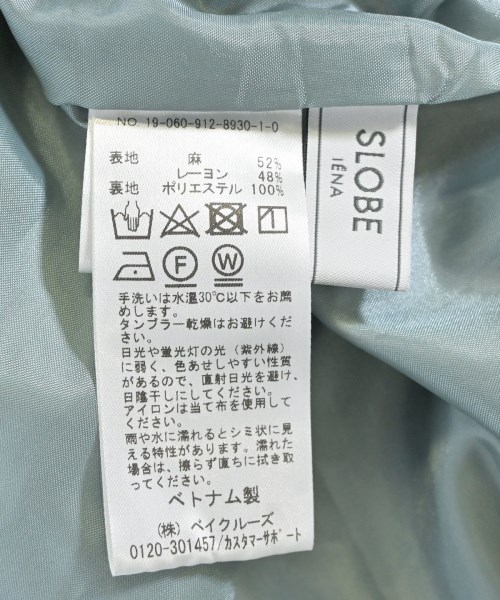 NO 19-060-912-8930-1-0
表地 麻 52%
レーヨン 48%
裏地 ポリエステル 100%
F W
手洗いは水温30℃以下をお薦
めします。
タンブラー乾燥はお避けくだ
さい。
日光や蛍光灯の光（紫外線）
に弱く、色あせしやすい性質
があるので、直射日光を避け、
日陰干しにしてください。
アイロンは当て布を使用して
ください。
雨や水に濡れるとシミ状に見
える特性があります。濡れた
場合は、擦らず直ちに拭き取
ってください。
ベトナム製
(株) ベイクルーズ
0120-301457/カスタマーサポート
SLOBE
IÉNA